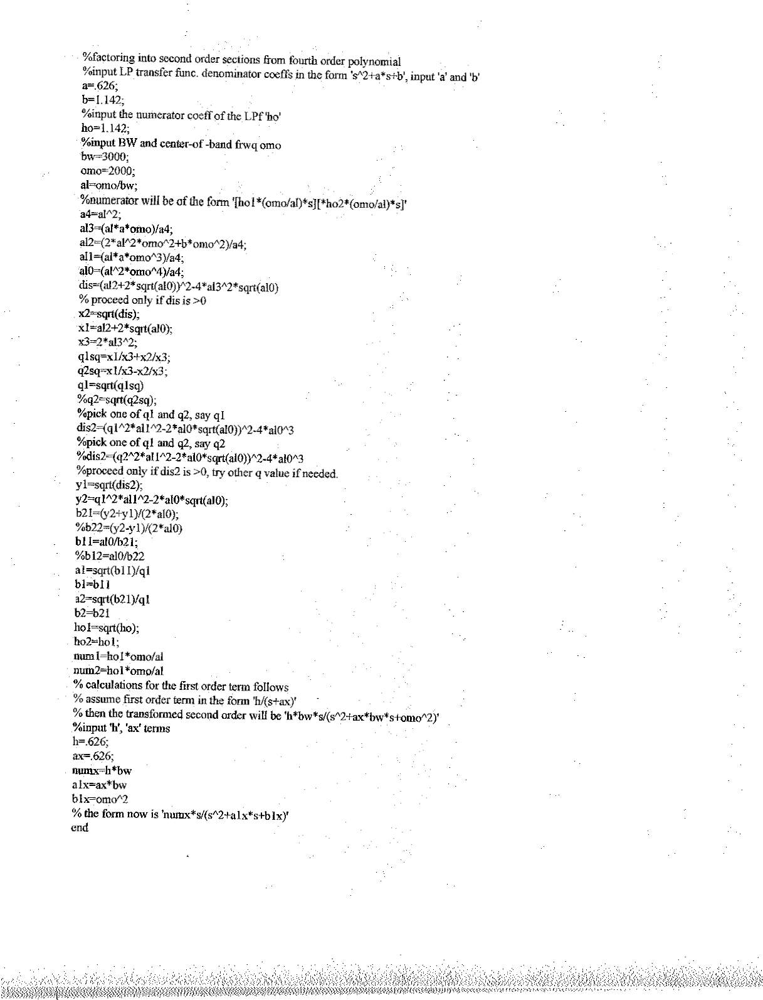 %factoring into second order sections from fourth order polynomial
%input LP transfer func. denominator coeffs in the form 's^2+a*s+b', input 'a' and 'b'
a=.626;
b=1.142;
%input the numerator coeff of the LPf 'ho'
ho=1.142;
%input BW and center-of -band frwq omo
bw=3000;
omo=2000;
al=omo/bw;
%numerator will be of the form '[ho1*(omo/al)*s][*ho2*(omo/al)*s]'
a4=al^2;
al3=(al*a*omo)/a4;
al2=(2*al^2*omo^2+b*omo^2)/a4;
al1=(al*a*omo^3)/a4;
al0=(al^2*omo^4)/a4;
dis=(al2+2*sqrt(al0))^2-4*al3^2*sqrt(al0)
% proceed only if dis is >0
x2=sqrt(dis);
x1=al2+2*sqrt(al0);
x3=2*al3^2;
q1sq=x1/x3+x2/x3;
q2sq=x1/x3-x2/x3;
q1=sqrt(q1sq)
%q2=sqrt(q2sq);
%pick one of q1 and q2, say q1
dis2=(q1^2*al1^2-2*al0*sqrt(al0))^2-4*al0^3
%pick one of q1 and q2, say q2
%dis2=(q2^2*al1^2-2*al0*sqrt(al0))^2-4*al0^3
%proceed only if dis2 is >0, try other q value if needed.
y1=sqrt(dis2);
y2=q1^2*al1^2-2*al0*sqrt(al0);
b21=(y2+y1)/(2*al0);
%b22=(y2-y1)/(2*al0)
b11=al0/b21;
%b12=al0/b22
a1=sqrt(b11)/q1
b1=b11
a2=sqrt(b21)/q1
b2=b21
ho1=sqrt(ho);
ho2=ho1;
num1=ho1*omo/al
num2=ho1*omo/al
% calculations for the first order term follows
% assume first order term in the form 'h/(s+ax)'
% then the transformed second order will be 'h*bw*s/(s^2+ax*bw*s+omo^2)'
%input 'h', 'ax' terms
h=.626;
ax=.626;
numx=h*bw
a1x=ax*bw
b1x=omo^2
% the form now is 'numx*s/(s^2+a1x*s+b1x)'
end